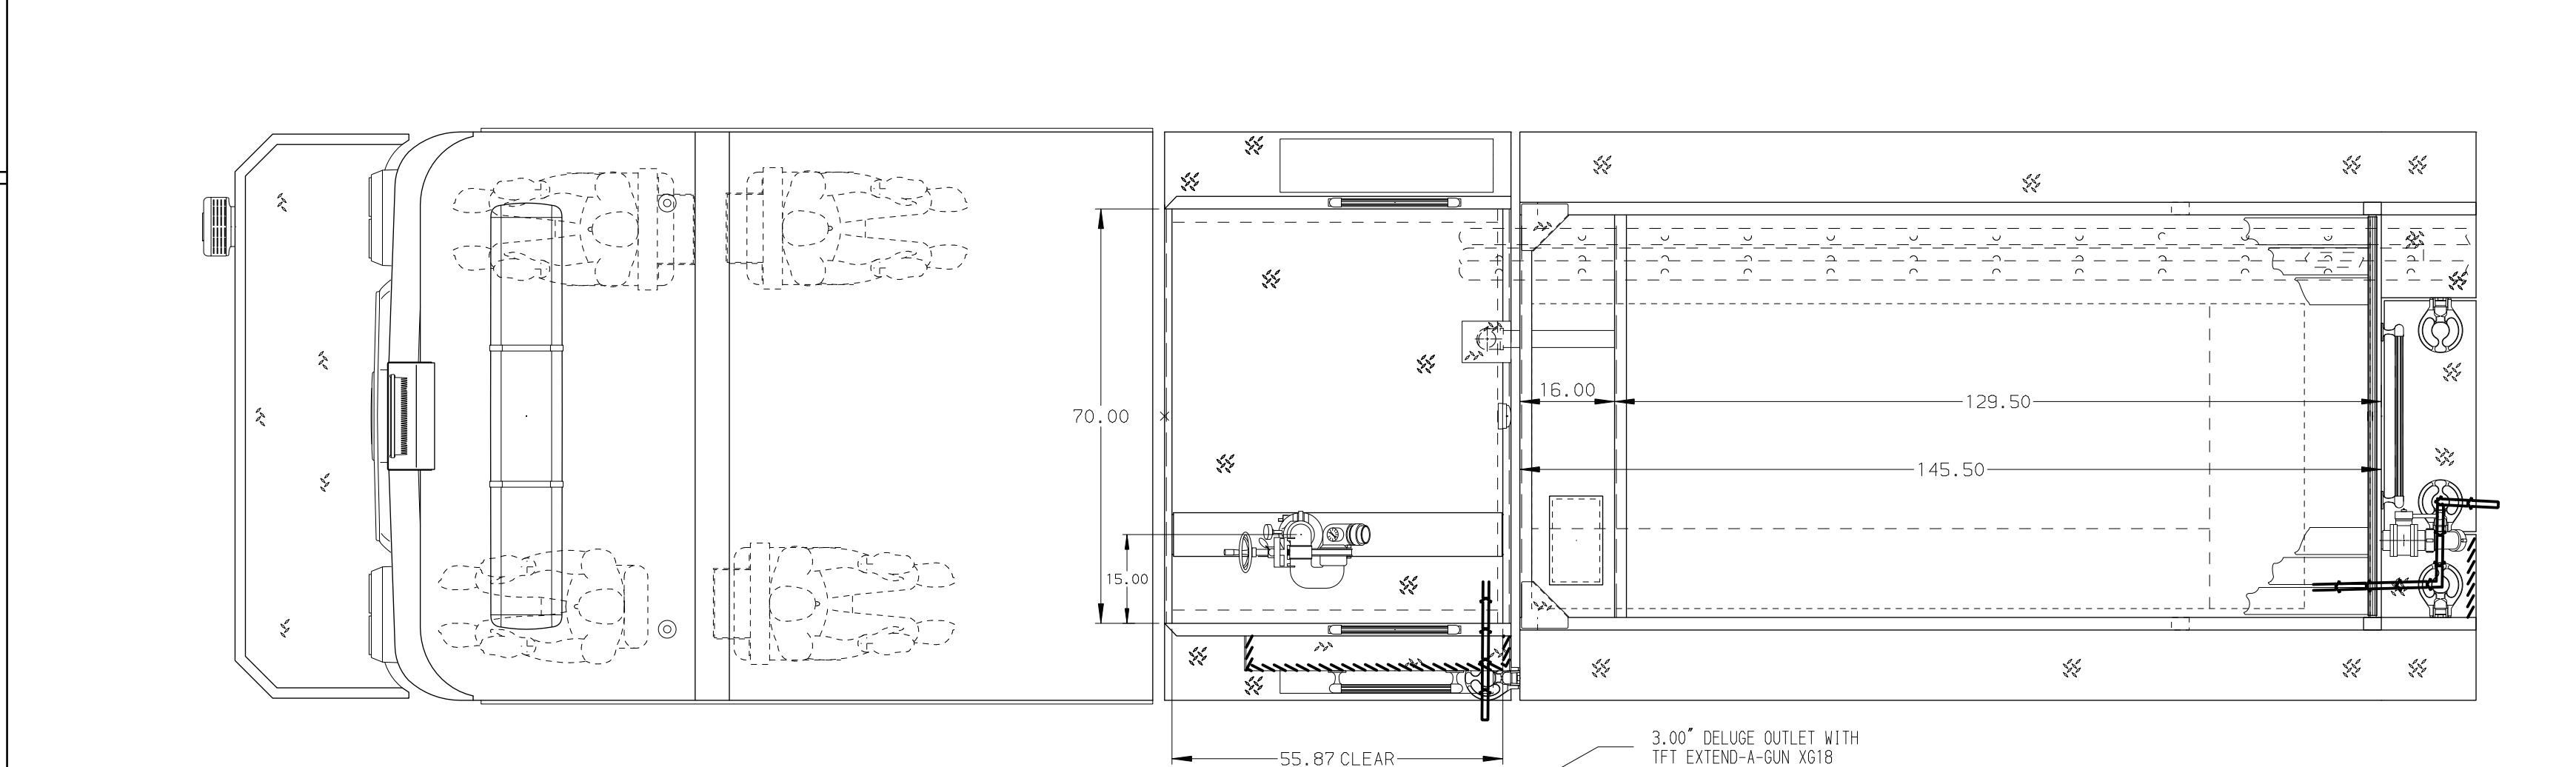 16.00
129.50
70.00
145.50
15.00
3.00" DELUGE OUTLET WITH
TFT EXTEND-A-GUN XG18
55.87 CLEAR